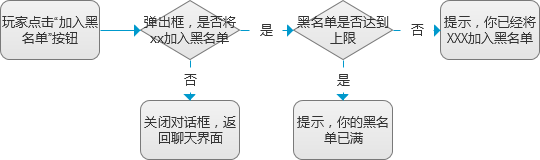 玩家点击“加入黑
名单”按钮
弹出框，是否将
xx加入黑名单
是
黑名单是否达到
上限
否
提示，你已经将
XXX加入黑名单
否
关闭对话框，返
回聊天界面
是
提示，你的黑名
单已满